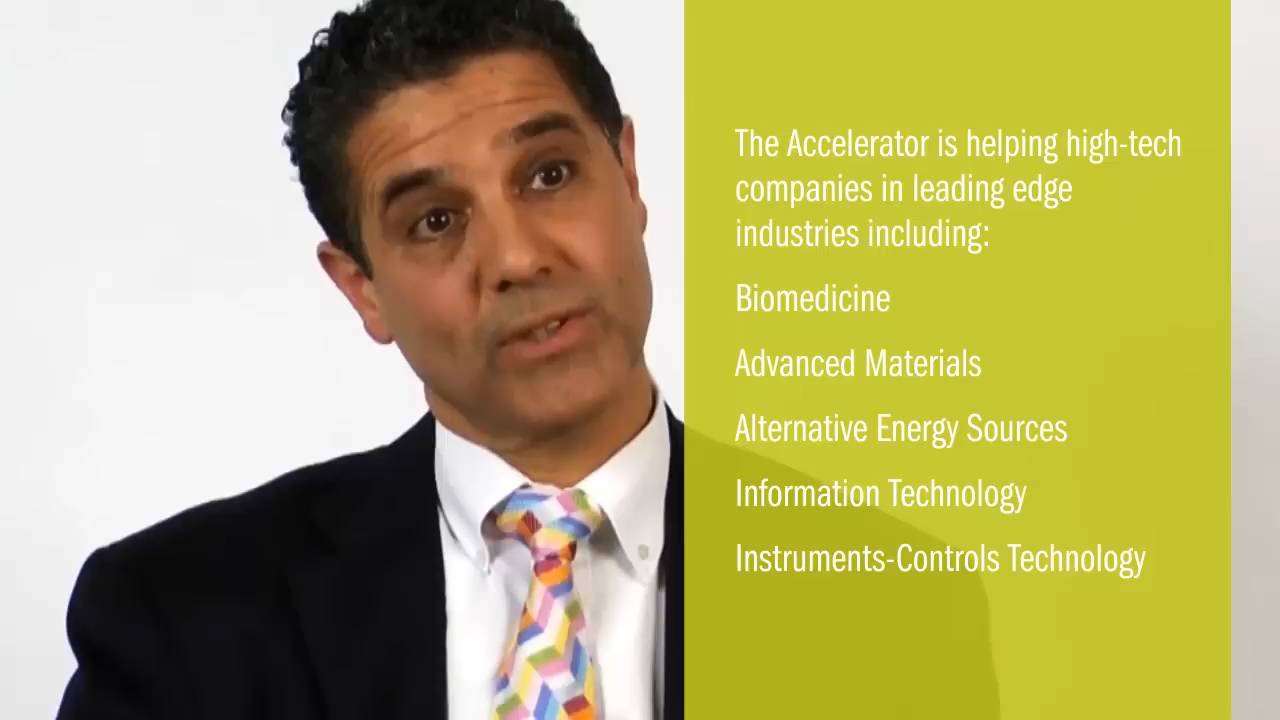 The Accelerator is helping high-tech
companies in leading edge
industries including:
Biomedicine
Advanced Materials
Alternative Energy Sources
Information Technology
Instruments-Controls Technology